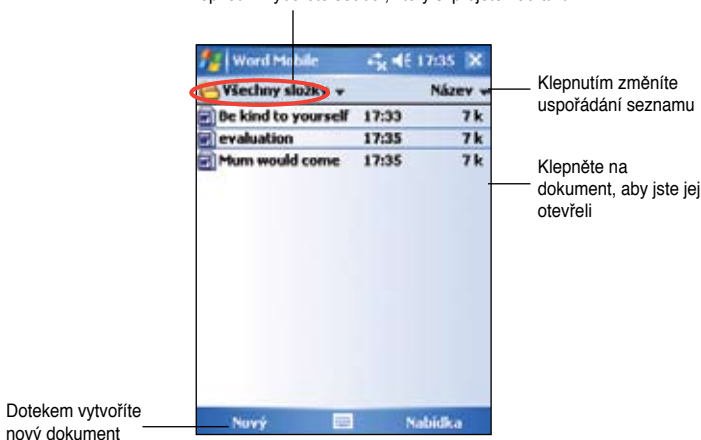 Word Mobile 17:35
Všechny složky Název
Klepnutím změníte
uspořádání seznamu
Be kind to yourself 17:33 7 k
evaluation 17:35 7 k
Mum would come 17:35 7 k
Klepněte na
dokument, aby jste jej
otevřeli
Dotekem vytvoříte
nový dokument
Nový Nabídka